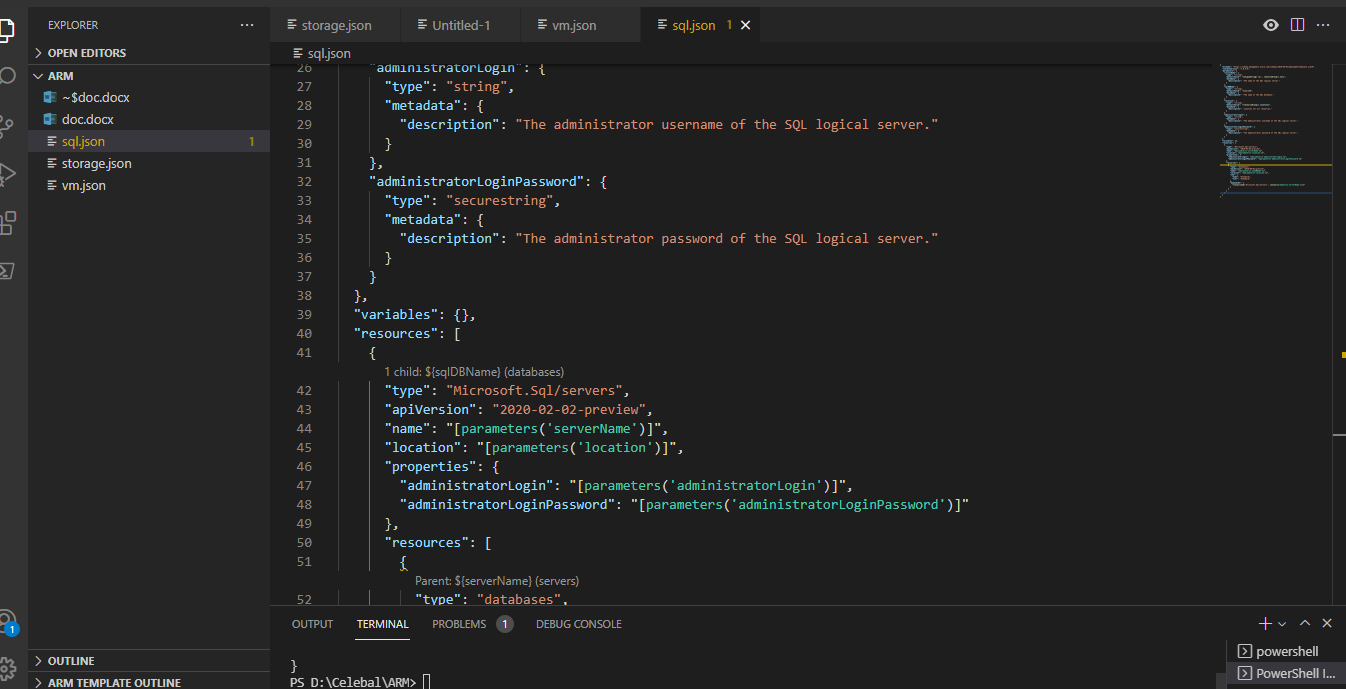 EXPLORER
OPEN EDITORS
ARM
~$doc.docx
doc.docx
sql.json 1
storage.json
vm.json
OUTLINE
ARM TEMPLATE OUTLINE
1
storage.json Untitled-1 vm.json sql.json 1
sql.json
26 "administratorLogin": {
27 "type": "string",
28 "metadata": {
29 "description": "The administrator username of the SQL logical server."
30 }
31 },
32 "administratorLoginPassword": {
33 "type": "securestring",
34 "metadata": {
35 "description": "The administrator password of the SQL logical server."
36 }
37 }
38 },
39 "variables": {},
40 "resources": [
41 {
1 child: ${sqlDBName} (databases)
42 "type": "Microsoft.Sql/servers",
43 "apiVersion": "2020-02-02-preview",
44 "name": "[parameters('serverName')]",
45 "location": "[parameters('location')]",
46 "properties": {
47 "administratorLogin": "[parameters('administratorLogin')]",
48 "administratorLoginPassword": "[parameters('administratorLoginPassword')]"
49 },
50 "resources": [
51 {
Parent: ${serverName} (servers)
52 "type": "databases",
OUTPUT TERMINAL PROBLEMS 1 DEBUG CONSOLE
}
PS D:\Celebal\ARM>
powershell
PowerShell I...